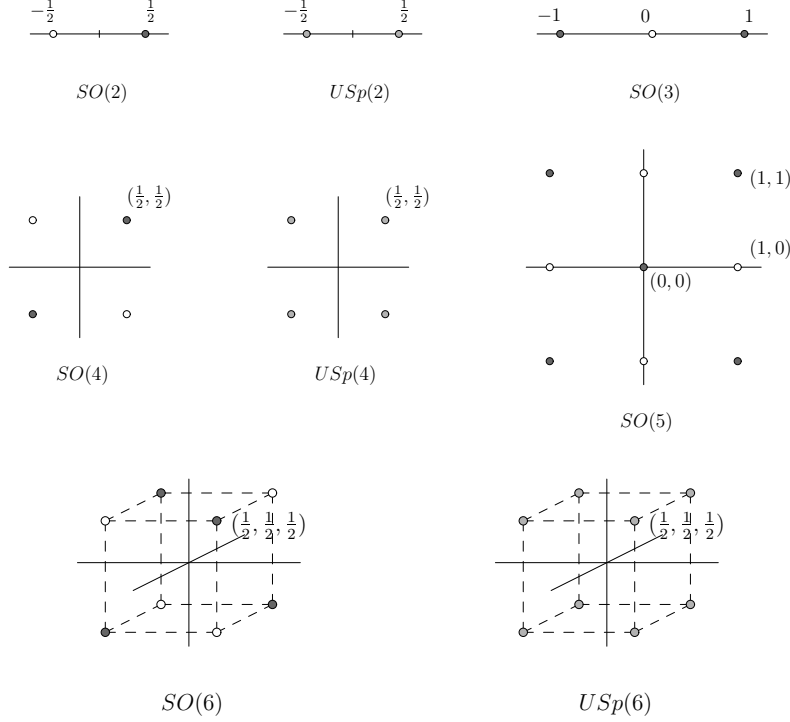 −1/2 1/2 −1/2 1/2 −1 0 1
SO(2) USp(2) SO(3)
(1/2, 1/2) (1/2, 1/2) (1, 1)
(1, 0)
(0, 0)
SO(4) USp(4)
SO(5)
(1/2, 1/2, 1/2) (1/2, 1/2, 1/2)
SO(6) USp(6)